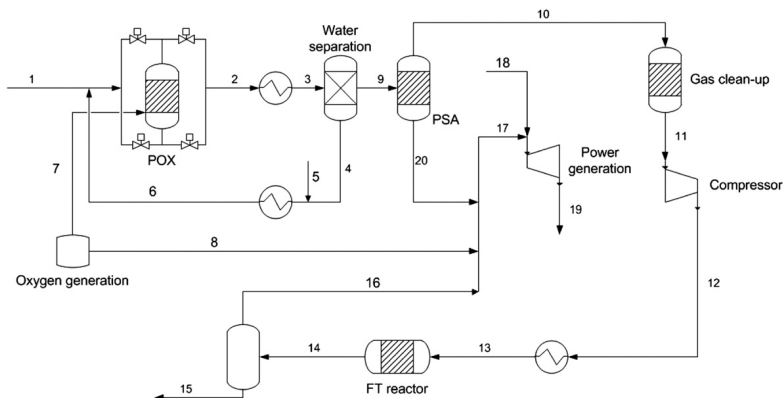 10
Water
separation
18
1
2
3
9
Gas clean-up
PSA
17
11
7
POX
4
20
Power
generation
5
6
Compressor
19
8
Oxygen generation
16
12
14
13
15
FT reactor